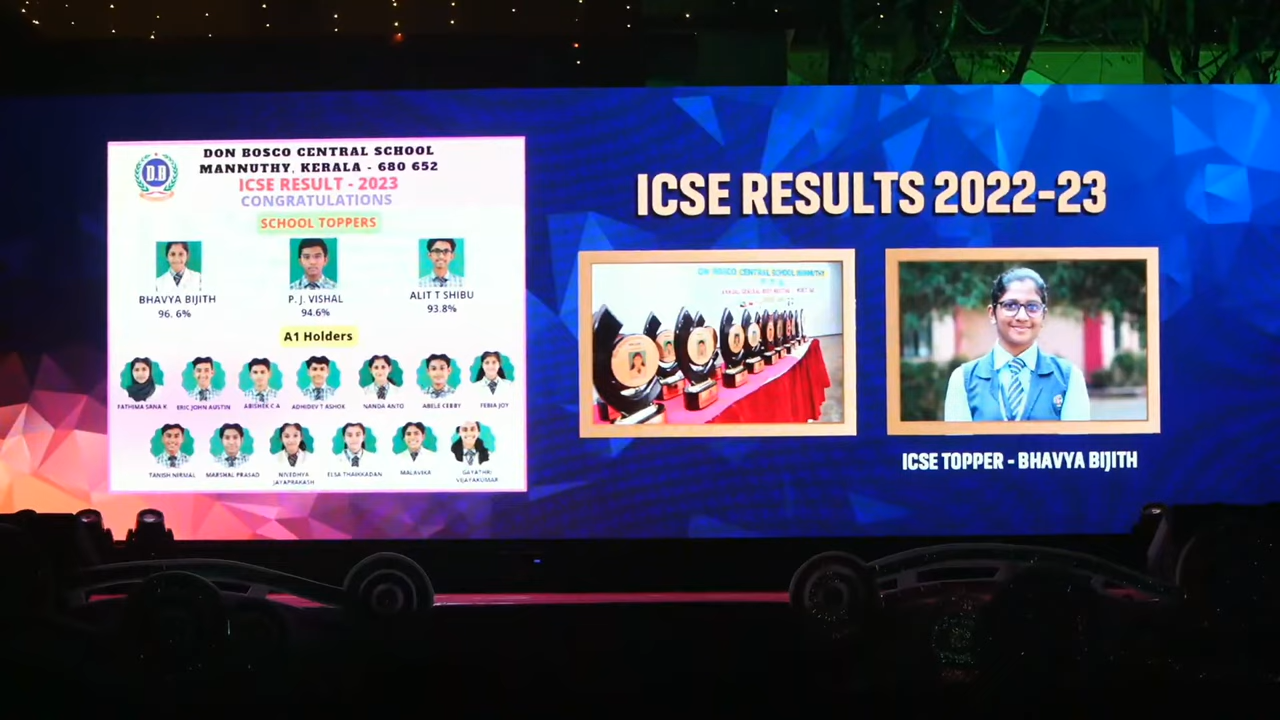 DON BOSCO CENTRAL SCHOOL
MANNUTHY, KERALA - 680 652
ICSE RESULT - 2023
CONGRATULATIONS
SCHOOL TOPPERS
D.B
BHAVYA BIJITH
96. 6%
P. J. VISHAL
94.6%
ALIT T SHIBU
93.8%
A1 Holders
FATHIMA SANA K
ERIC JOHN AUSTIN
ABISHEK C A
ADHIDEV T ASHOK
NANDA ANTO
ABELE CEBBY
FEBIA JOY
TANISH NIRMAL
MARSHAL PRASAD
NIVEDHYA
JAYAPRAKASH
ELSA THAIKKADAN
MALAVIKA
GAYATHRI
VIJAYAKUMAR
ICSE RESULTS 2022-23
DON BOSCO CENTRAL SCHOOL MANNUTHY
ICSE TOPPER - BHAVYA BIJITH